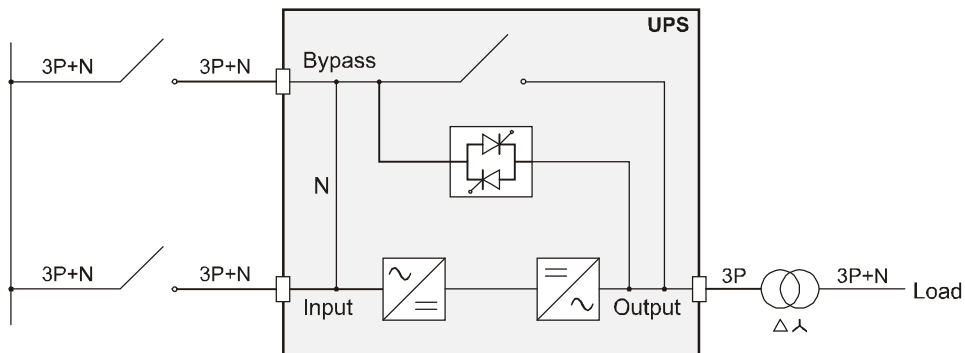 UPS
3P+N
3P+N
Bypass
N
3P+N
3P+N
Input
Output
3P
3P+N
Load